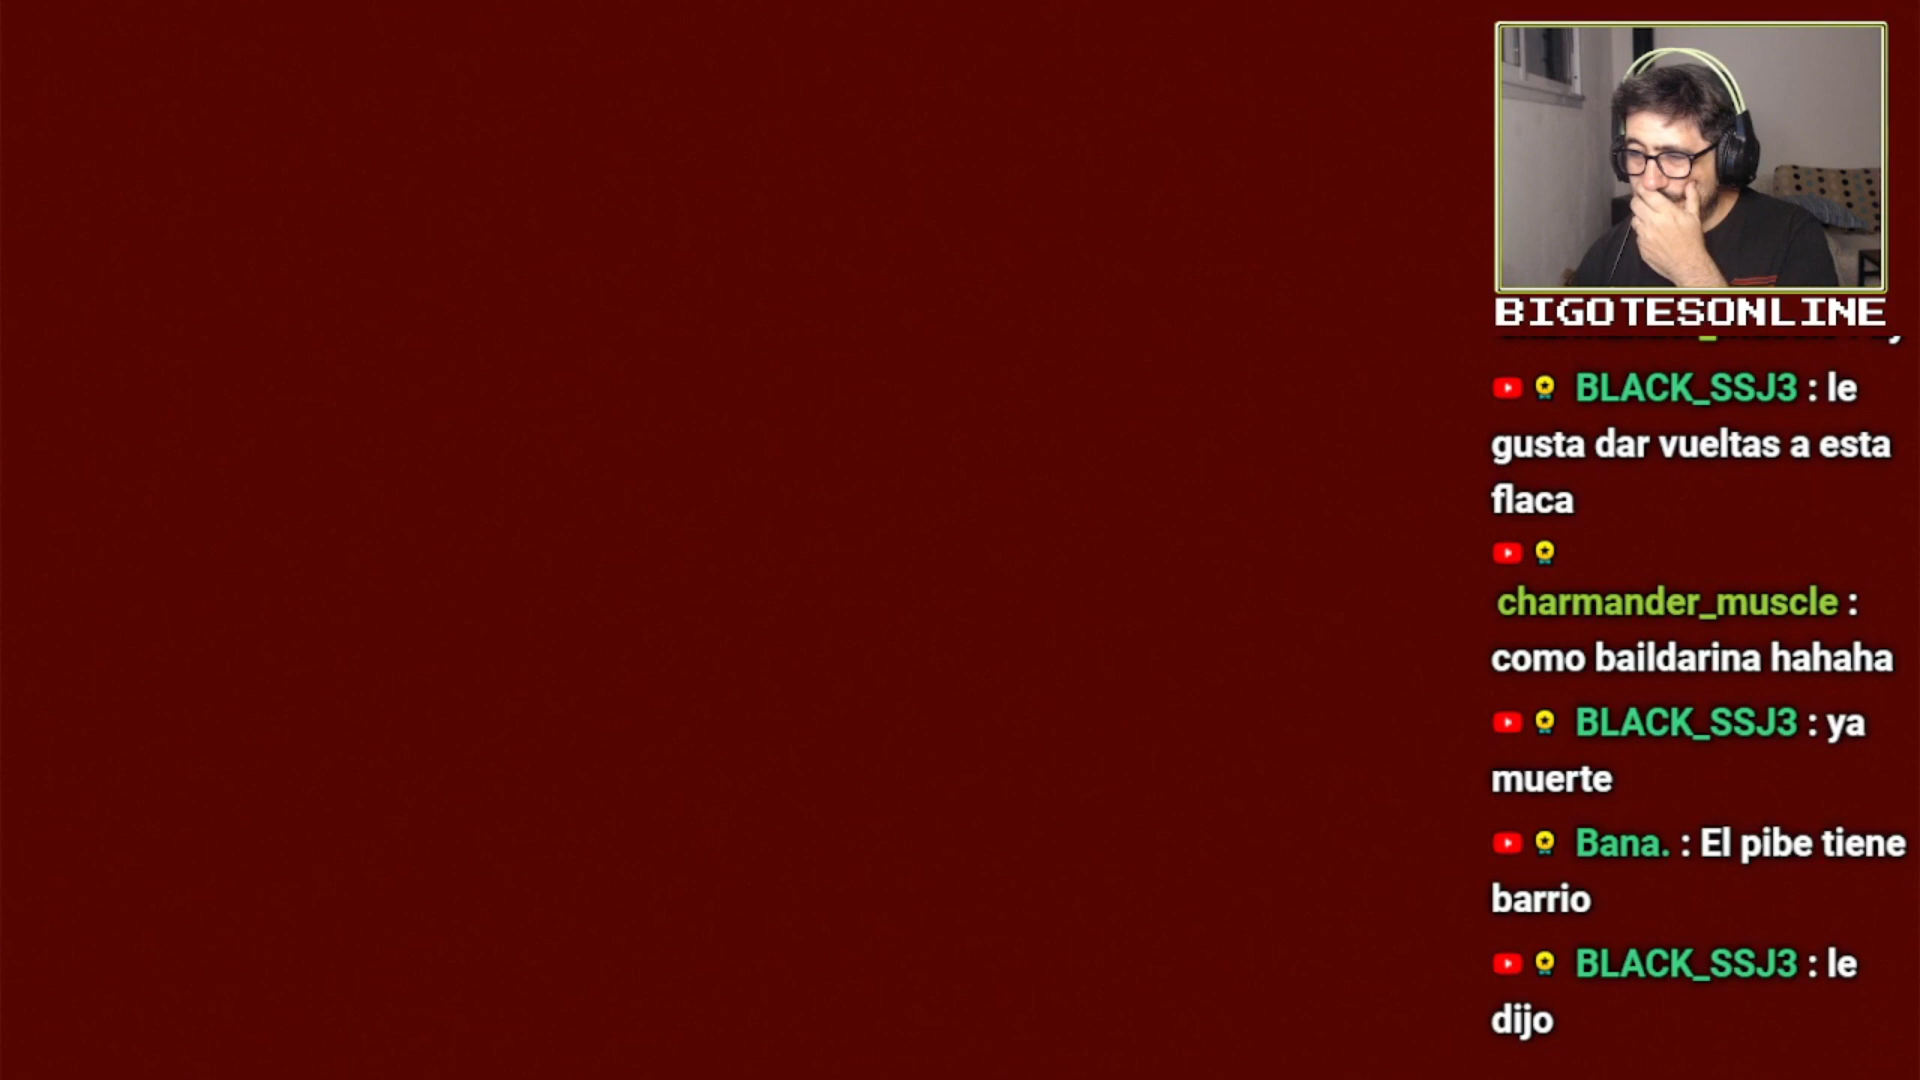 BIGOTESONLINE
BLACK_SSJ3 : le
gusta dar vueltas a esta
flaca
charmander_muscle :
como baildarina hahaha
BLACK_SSJ3 : ya
muerte
Bana. : El pibe tiene
barrio
BLACK_SSJ3 : le
dijo